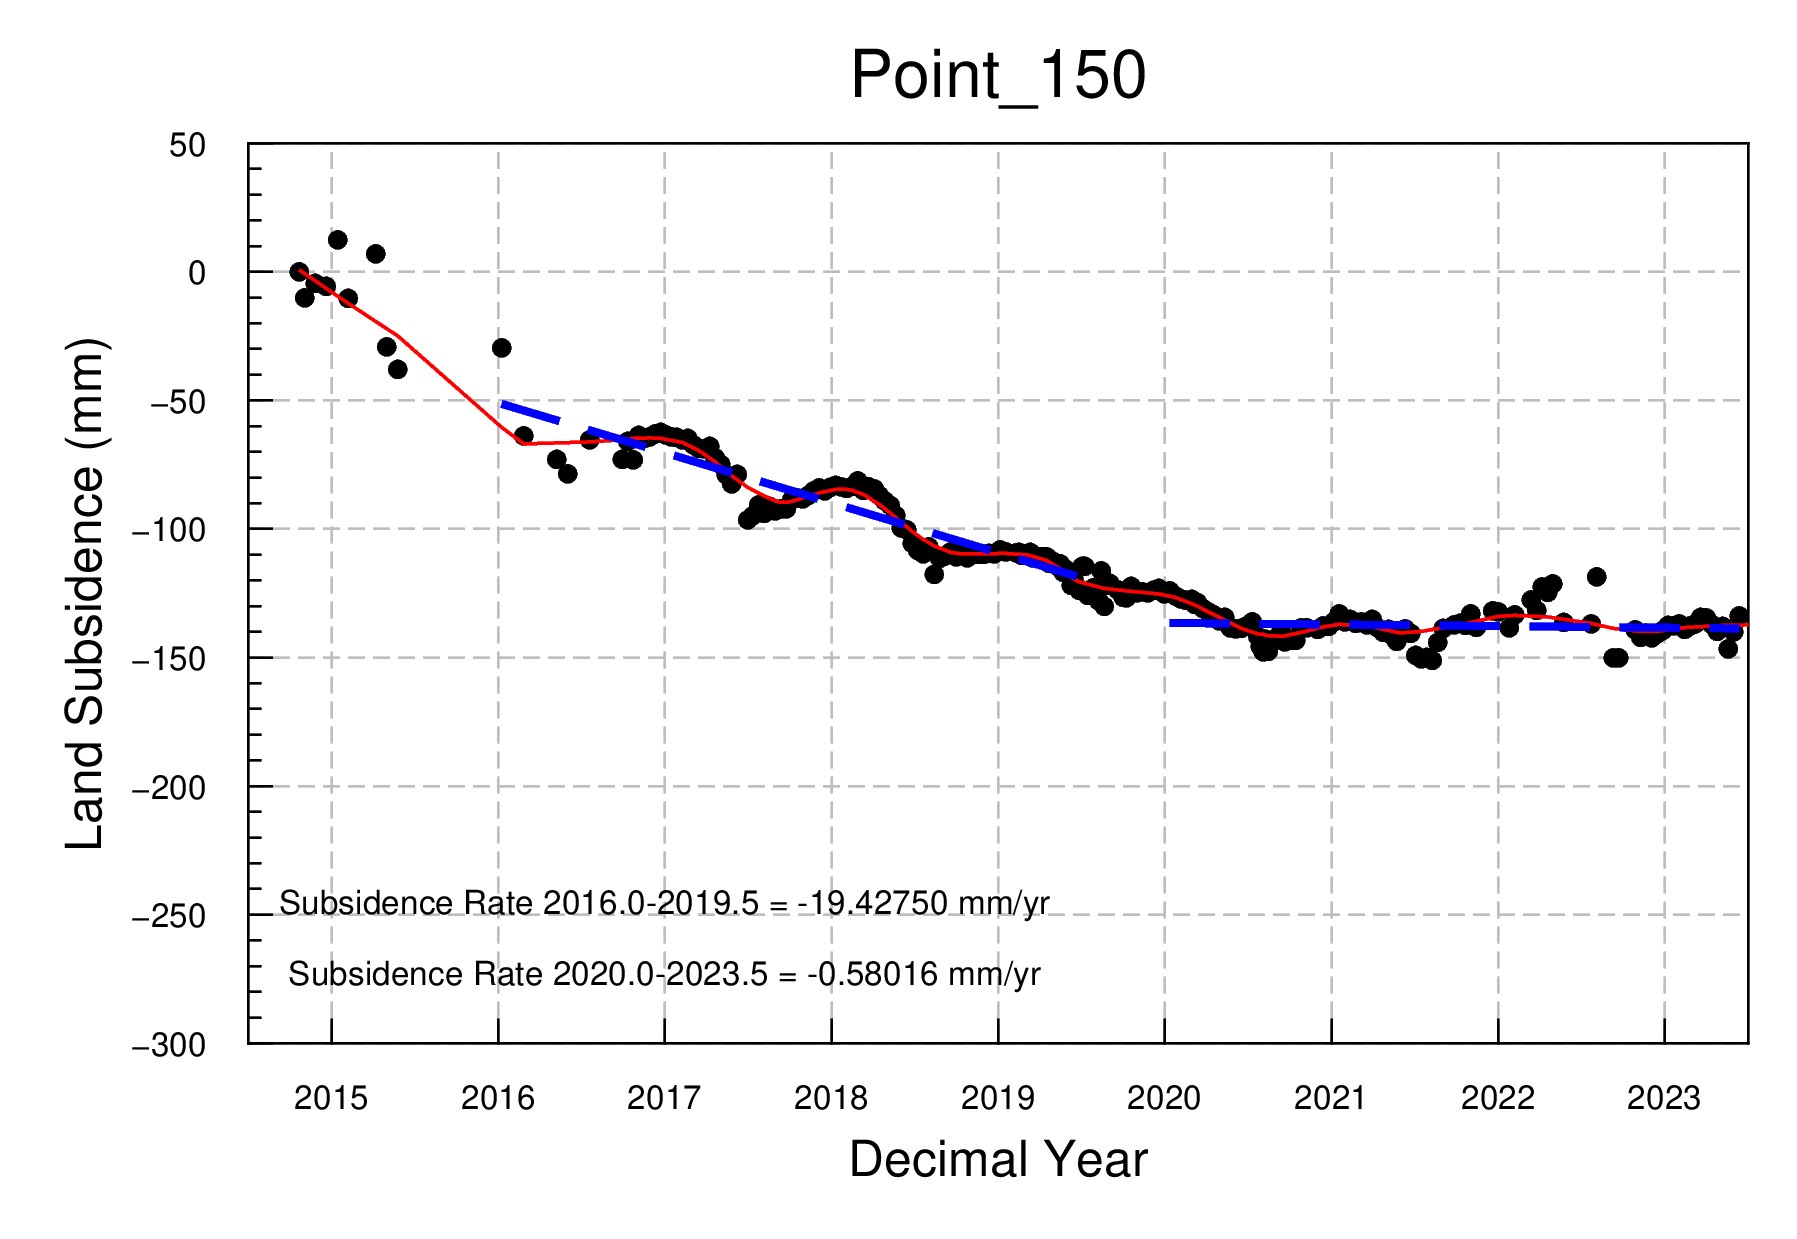 Point_150
50
0
−50
−100
−150
−200
−250
−300
Land Subsidence (mm)
Subsidence Rate 2016.0-2019.5 = -19.42750 mm/yr
Subsidence Rate 2020.0-2023.5 = -0.58016 mm/yr
2015 2016 2017 2018 2019 2020 2021 2022 2023
Decimal Year